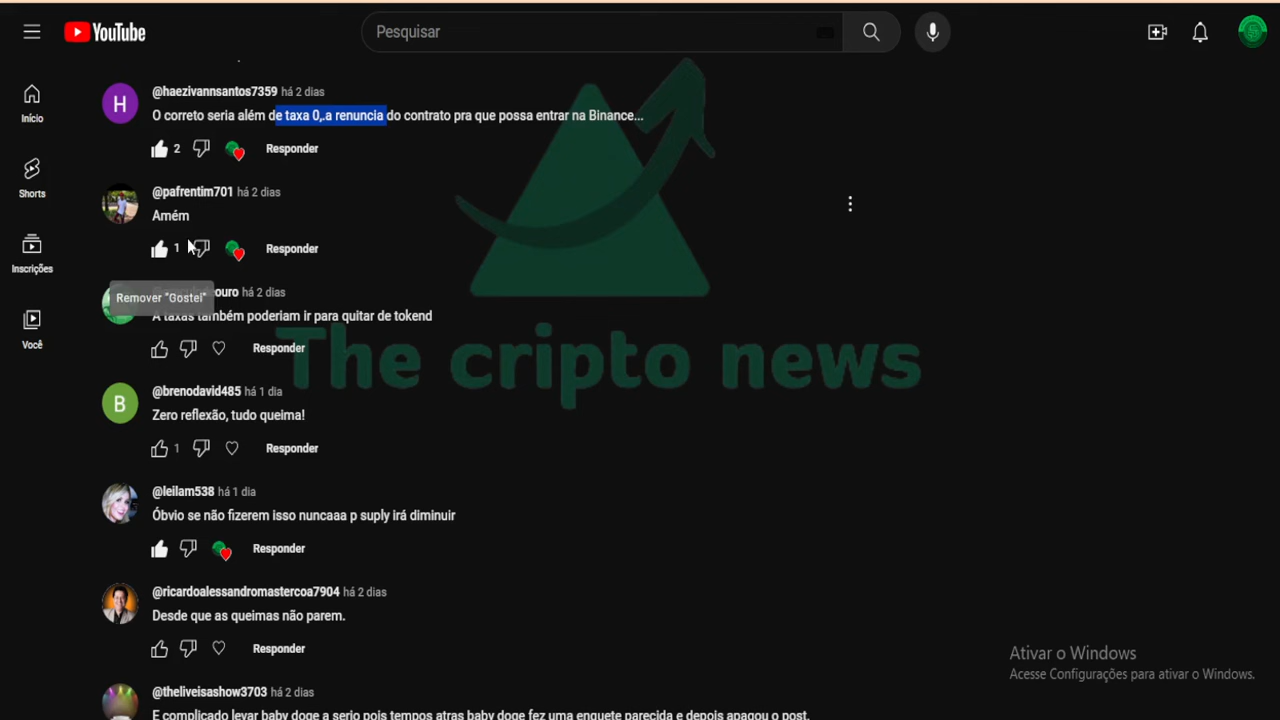 YouTube
Pesquisar
Início
Shorts
Inscrições
Você
@haezivannsantos7359 há 2 dias
O correto seria além de taxa 0,.a renuncia do contrato pra que possa entrar na Binance...
2 Responder
@pafrentim701 há 2 dias
Amém
1 Responder
Remover "Gostei"
ouro há 2 dias
A taxas também poderiam ir para quitar de tokend
Responder
The cripto news
@brenodavid485 há 1 dia
Zero reflexão, tudo queima!
1 Responder
@leilam538 há 1 dia
Óbvio se não fizerem isso nuncaaa p suply irá diminuir
Responder
@ricardoalessandromastercoa7904 há 2 dias
Desde que as queimas não parem.
Responder
Ativar o Windows
Acesse Configurações para ativar o Windows.
@theliveisashow3703 há 2 dias
E complicado levar baby doge a serio pois tempos atras baby doge fez uma enquete parecida e depois apagou o post.